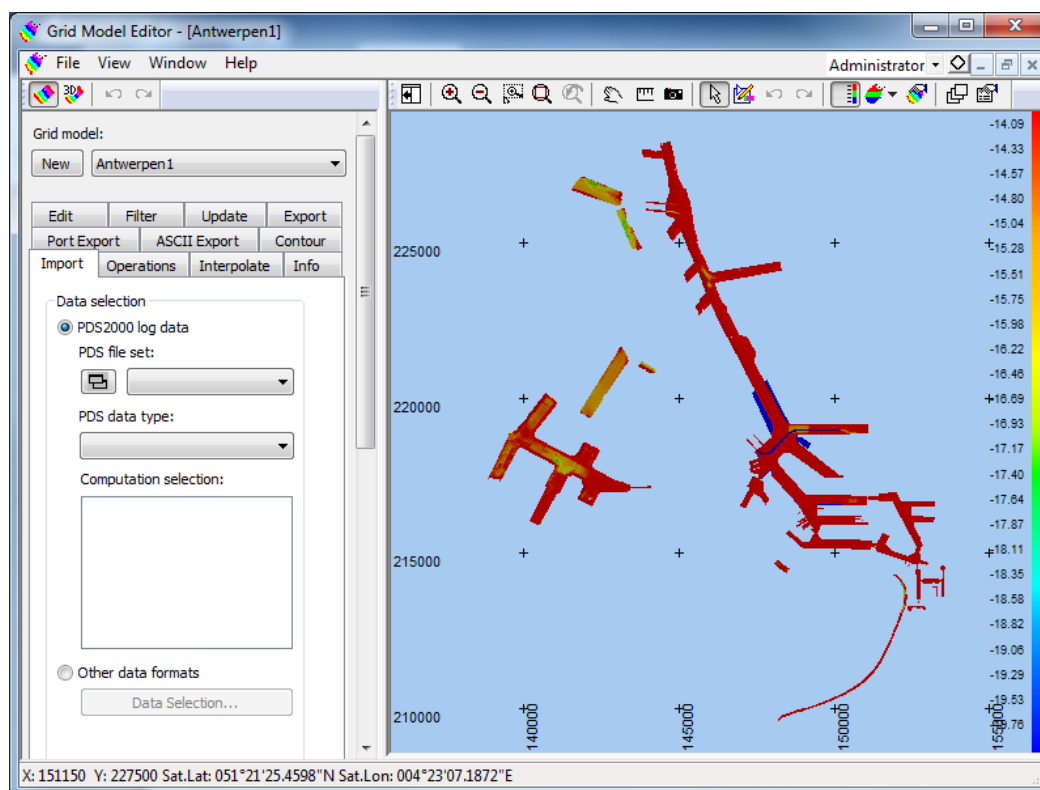 Grid Model Editor - [Antwerpen1]
File View Window Help
Administrator
3D
Grid model:
New
Antwerpen1
Edit Filter Update Export
Port Export ASCII Export Contour
Import Operations Interpolate Info
Data selection
PDS2000 log data
PDS file set:
PDS data type:
Computation selection:
Other data formats
Data Selection...
225000
220000
215000
210000
140000
145000
150000
155000
-14.09
-14.33
-14.57
-14.80
-15.04
-15.28
-15.51
-15.75
-15.98
-16.22
-16.46
-16.69
-16.93
-17.17
-17.40
-17.64
-17.87
-18.11
-18.35
-18.58
-18.82
-19.06
-19.29
-19.53
-19.76
X: 151150 Y: 227500 Sat.Lat: 051°21'25.4598"N Sat.Lon: 004°23'07.1872"E